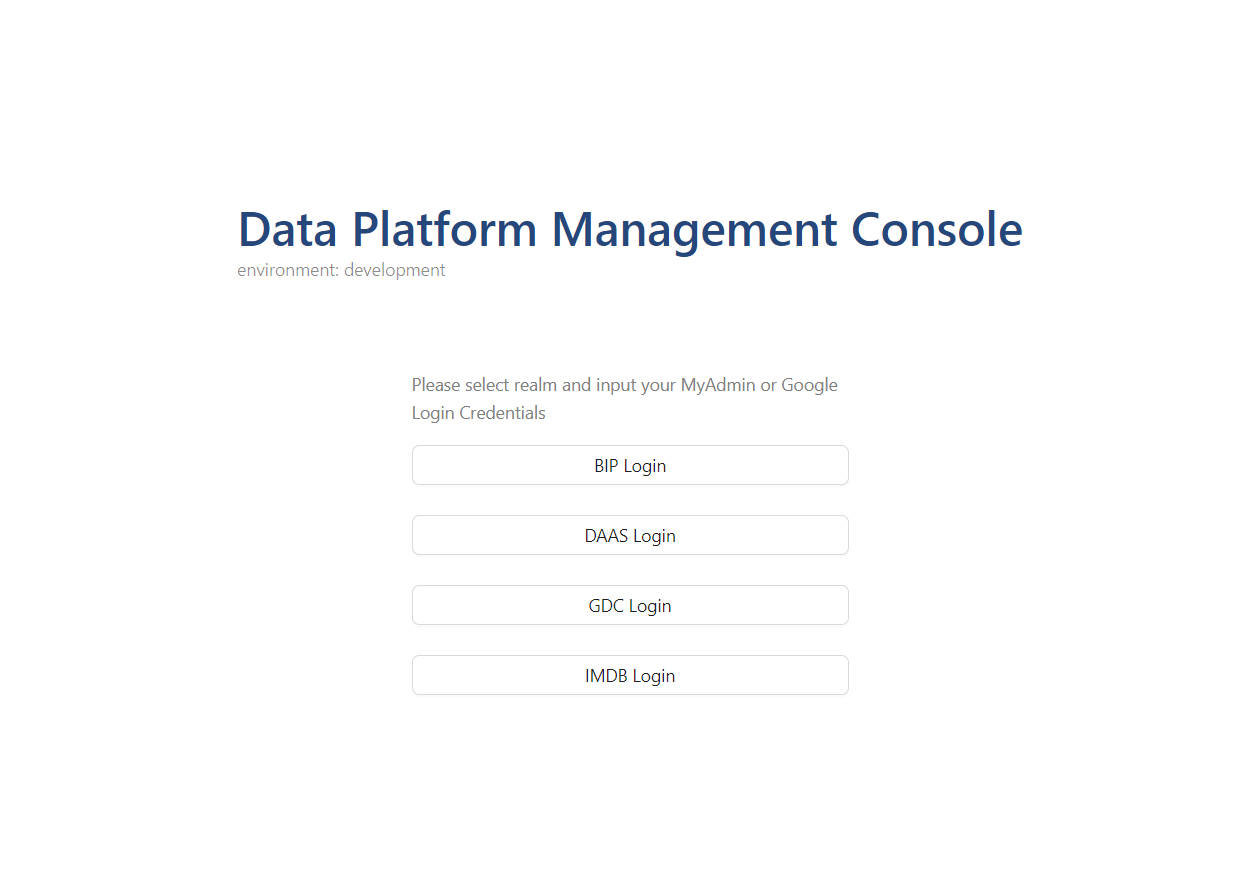 Data Platform Management Console
environment: development
Please select realm and input your MyAdmin or Google
Login Credentials
BIP Login
DAAS Login
GDC Login
IMDB Login